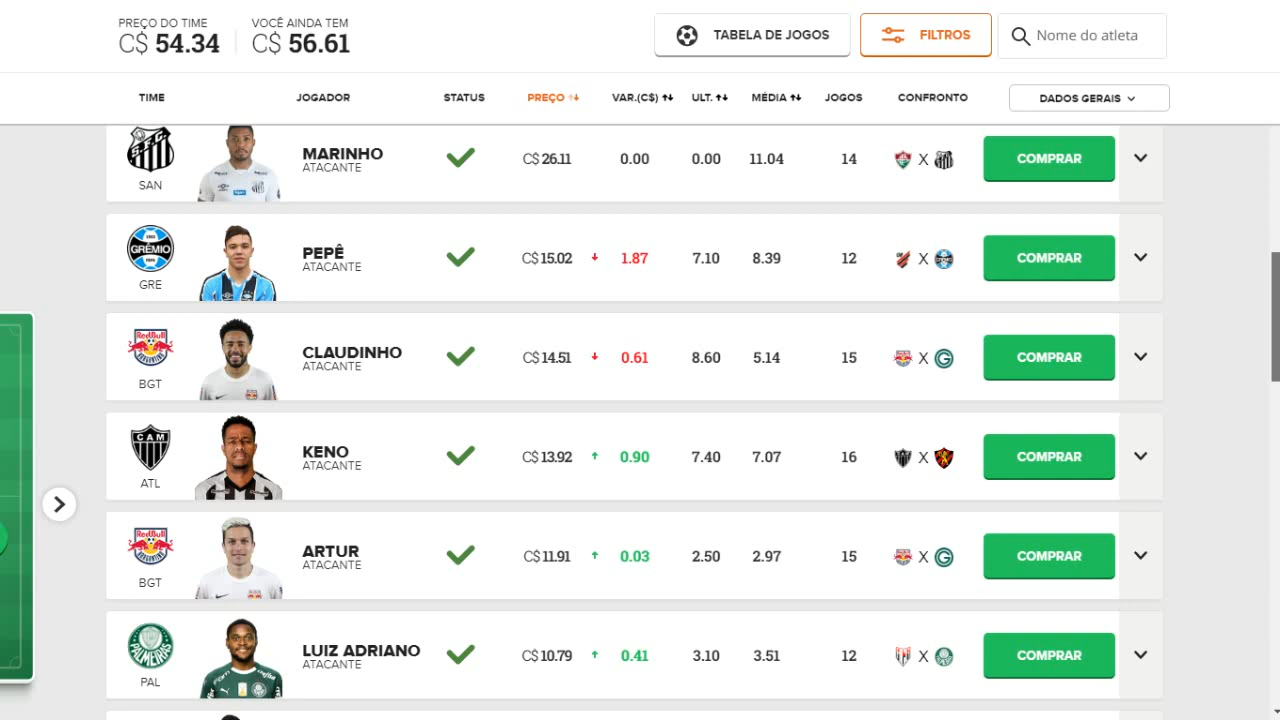 PREÇO DO TIME
C$ 54.34
VOCÊ AINDA TEM
C$ 56.61
TABELA DE JOGOS
FILTROS
Nome do atleta
TIME JOGADOR STATUS PREÇO VAR.(C$) ULT. MÉDIA JOGOS CONFRONTO DADOS GERAIS
SAN
MARINHO
ATACANTE
C$ 26.11 0.00 0.00 11.04 14 X COMPRAR
GRÊMIO
GRE
PEPÊ
ATACANTE
C$ 15.02 1.87 7.10 8.39 12 X COMPRAR
RedBull
BGT
CLAUDINHO
ATACANTE
C$ 14.51 0.61 8.60 5.14 15 X COMPRAR
CAM
ATL
KENO
ATACANTE
C$ 13.92 0.90 7.40 7.07 16 X COMPRAR
RedBull
BGT
ARTUR
ATACANTE
C$ 11.91 0.03 2.50 2.97 15 X COMPRAR
PALMEIRAS
PAL
LUIZ ADRIANO
ATACANTE
C$ 10.79 0.41 3.10 3.51 12 X COMPRAR